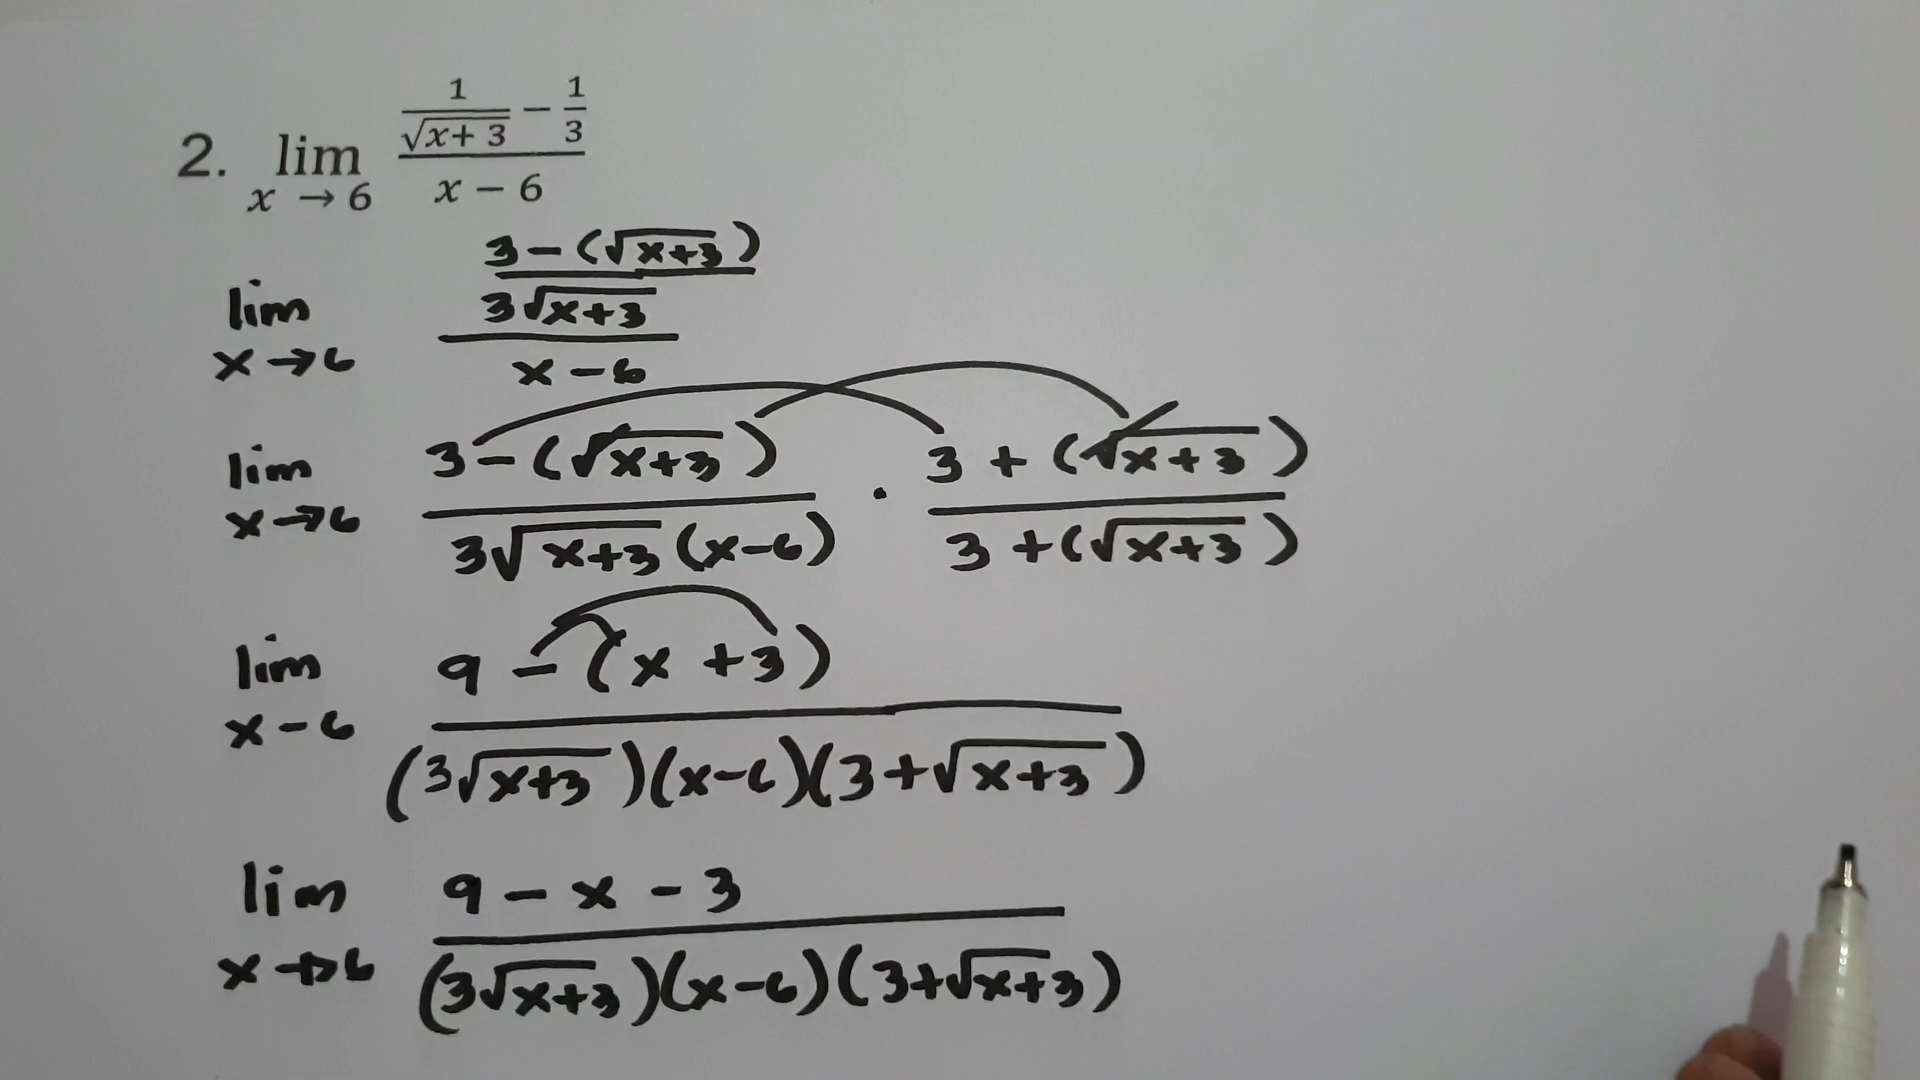 2. lim x → 6 (1/√(x + 3) − 1/3)/(x − 6)
lim x → 6 ((3 − (√(x+3)))/(3√(x+3)))/(x − 6)
lim x → 6 (3 − (√(x+3)))/(3√(x+3) (x−6)) · (3 + (√(x+3)))/(3 + (√(x+3)))
lim x − 6 (9 − (x + 3))/((3√(x+3))(x−6)(3+√(x+3)))
lim x → 6 (9 − x − 3)/((3√(x+3))(x−6)(3+√(x+3)))